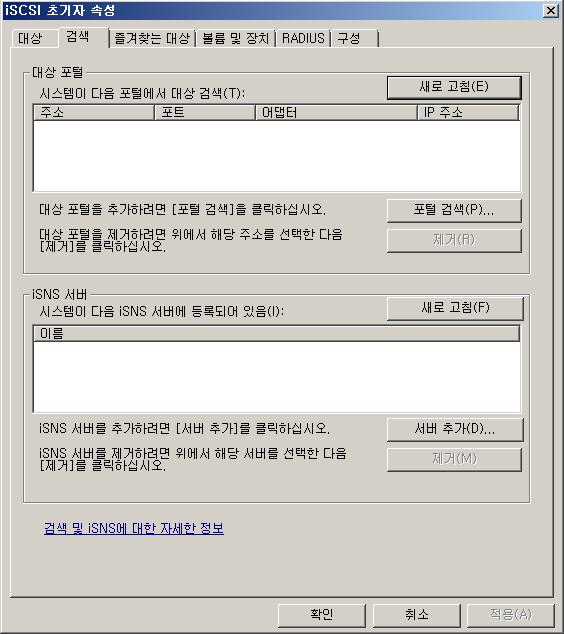 iSCSI 초기자 속성
대상 검색 즐겨찾는 대상 볼륨 및 장치 RADIUS 구성
대상 포털
시스템이 다음 포털에서 대상 검색(T): 새로 고침(E)
주소 포트 어댑터 IP 주소
대상 포털을 추가하려면 [포털 검색]을 클릭하십시오. 포털 검색(P)...
대상 포털을 제거하려면 위에서 해당 주소를 선택한 다음
[제거]를 클릭하십시오. 제거(R)
iSNS 서버
시스템이 다음 iSNS 서버에 등록되어 있음(I): 새로 고침(F)
이름
iSNS 서버를 추가하려면 [서버 추가]를 클릭하십시오. 서버 추가(D)...
iSNS 서버를 제거하려면 위에서 해당 서버를 선택한 다음
[제거]를 클릭하십시오. 제거(M)
검색 및 iSNS에 대한 자세한 정보
확인 취소 적용(A)